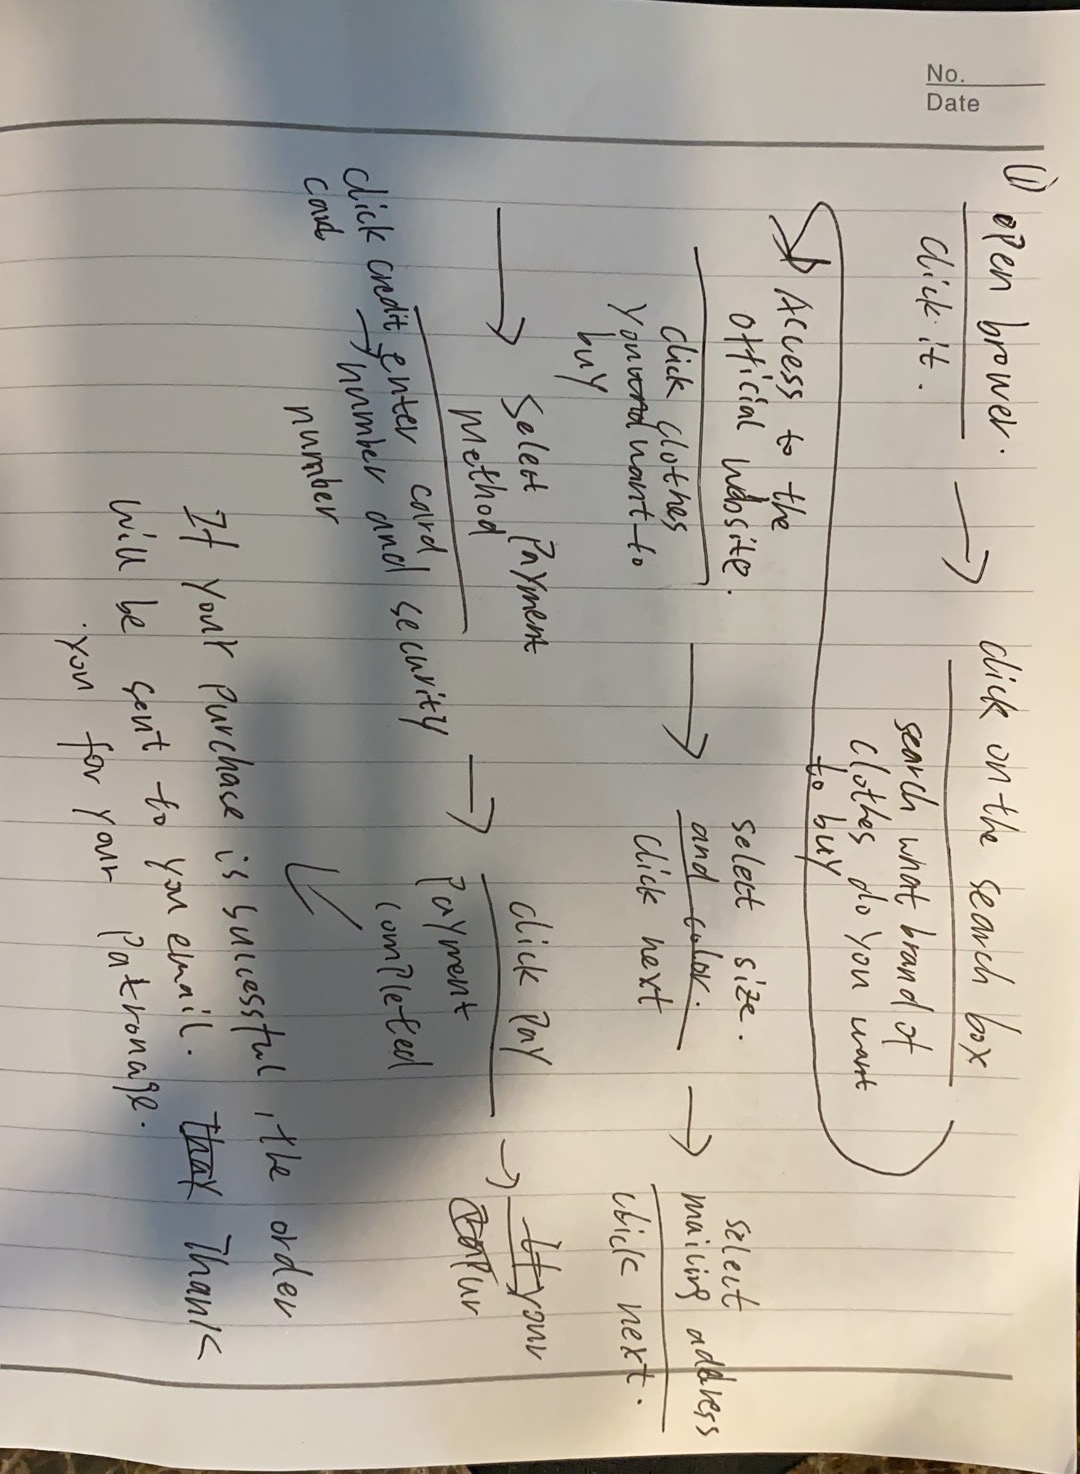 No.
Date
(1) open brower.
click it.
click on the search box
search what brand of
clothes do you want
to buy
Access to the
official website.
click clothes
you want to
buy
select size.
and color.
click next
select
mailing address
click next.
Select Payment
Method
click credit
card
enter card
number and security
number
click Pay
Payment
completed
If your
Pur
If your purchase is successful, the order
will be sent to you email. Thank
you for your patronage.